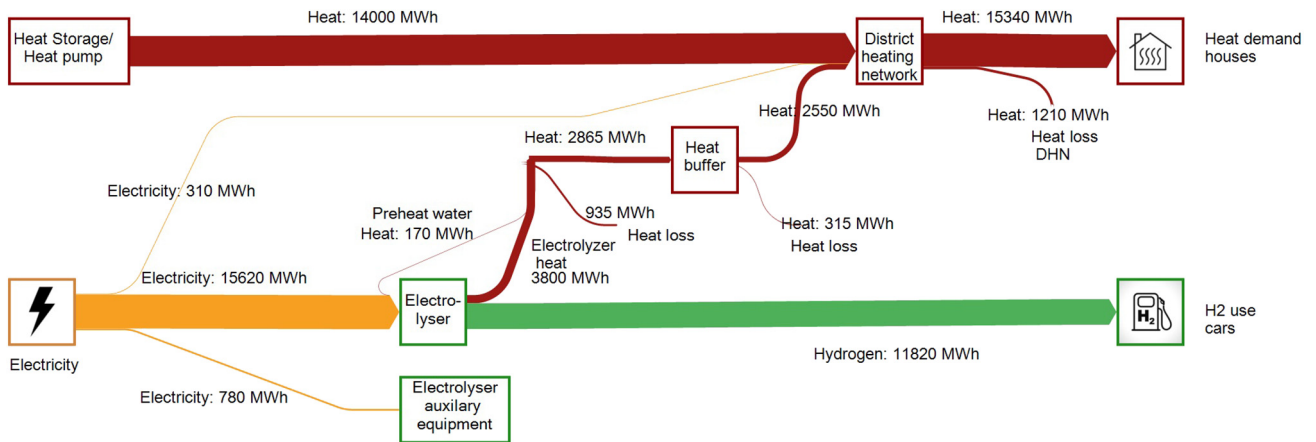 Heat: 14000 MWh
Heat: 15340 MWh
Heat Storage/
Heat pump
District
heating
network
Heat demand
houses
Heat: 2550 MWh
Heat: 1210 MWh
Heat loss
DHN
Heat: 2865 MWh
Heat
buffer
Electricity: 310 MWh
Preheat water
Heat: 170 MWh
935 MWh
Heat loss
Heat: 315 MWh
Heat loss
Electrolyzer
heat
3800 MWh
Electricity: 15620 MWh
Electro-
lyser
H2
H2 use
cars
Electricity
Hydrogen: 11820 MWh
Electricity: 780 MWh
Electrolyser
auxilary
equipment